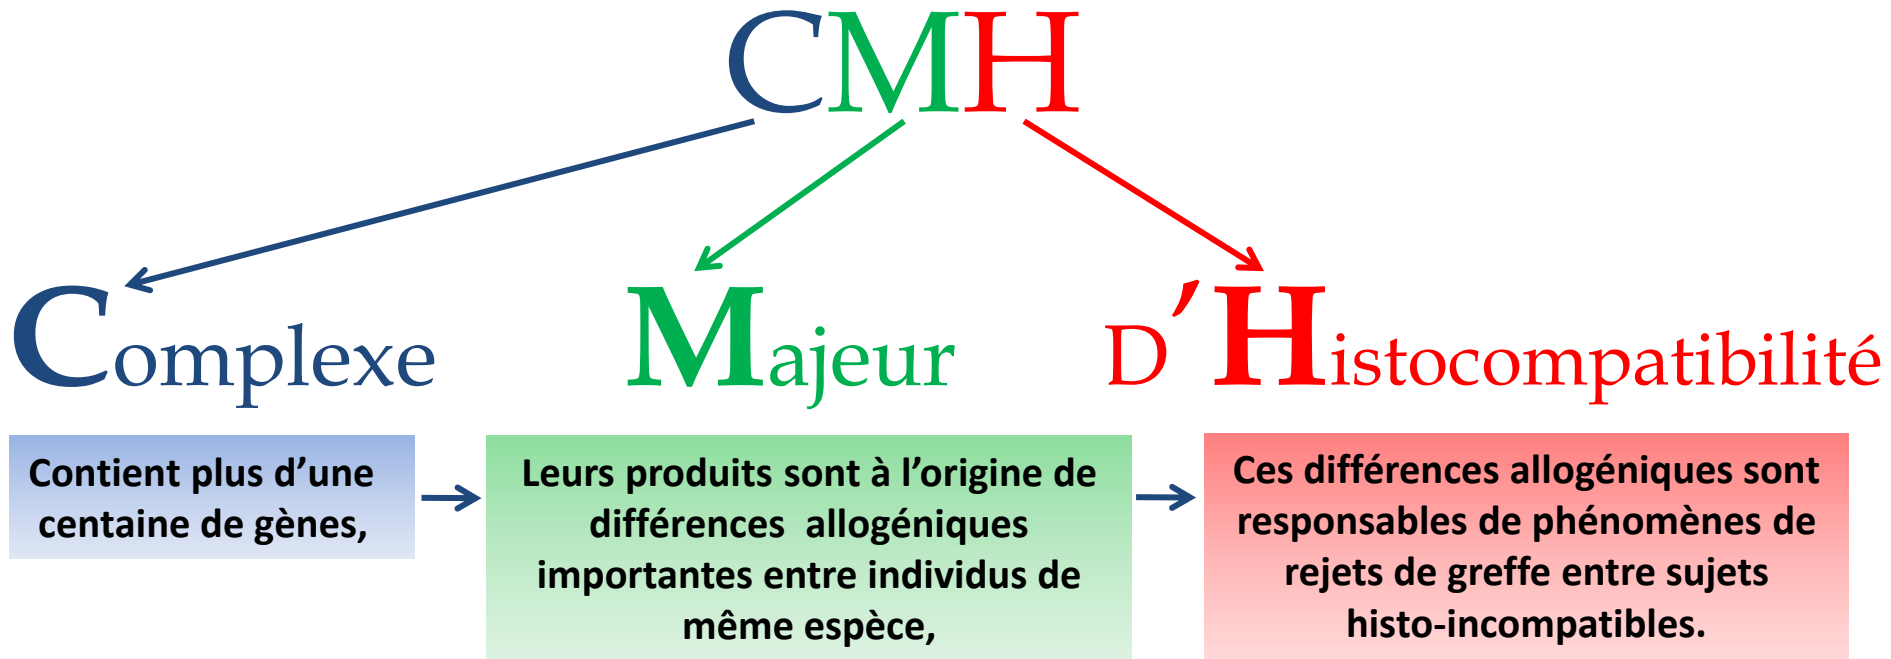 CMH
Complexe
Majeur
D'Histocompatibilité
Contient plus d’une
centaine de gènes,
Leurs produits sont à l’origine de
différences allogéniques
importantes entre individus de
même espèce,
Ces différences allogéniques sont
responsables de phénomènes de
rejets de greffe entre sujets
histo-incompatibles.